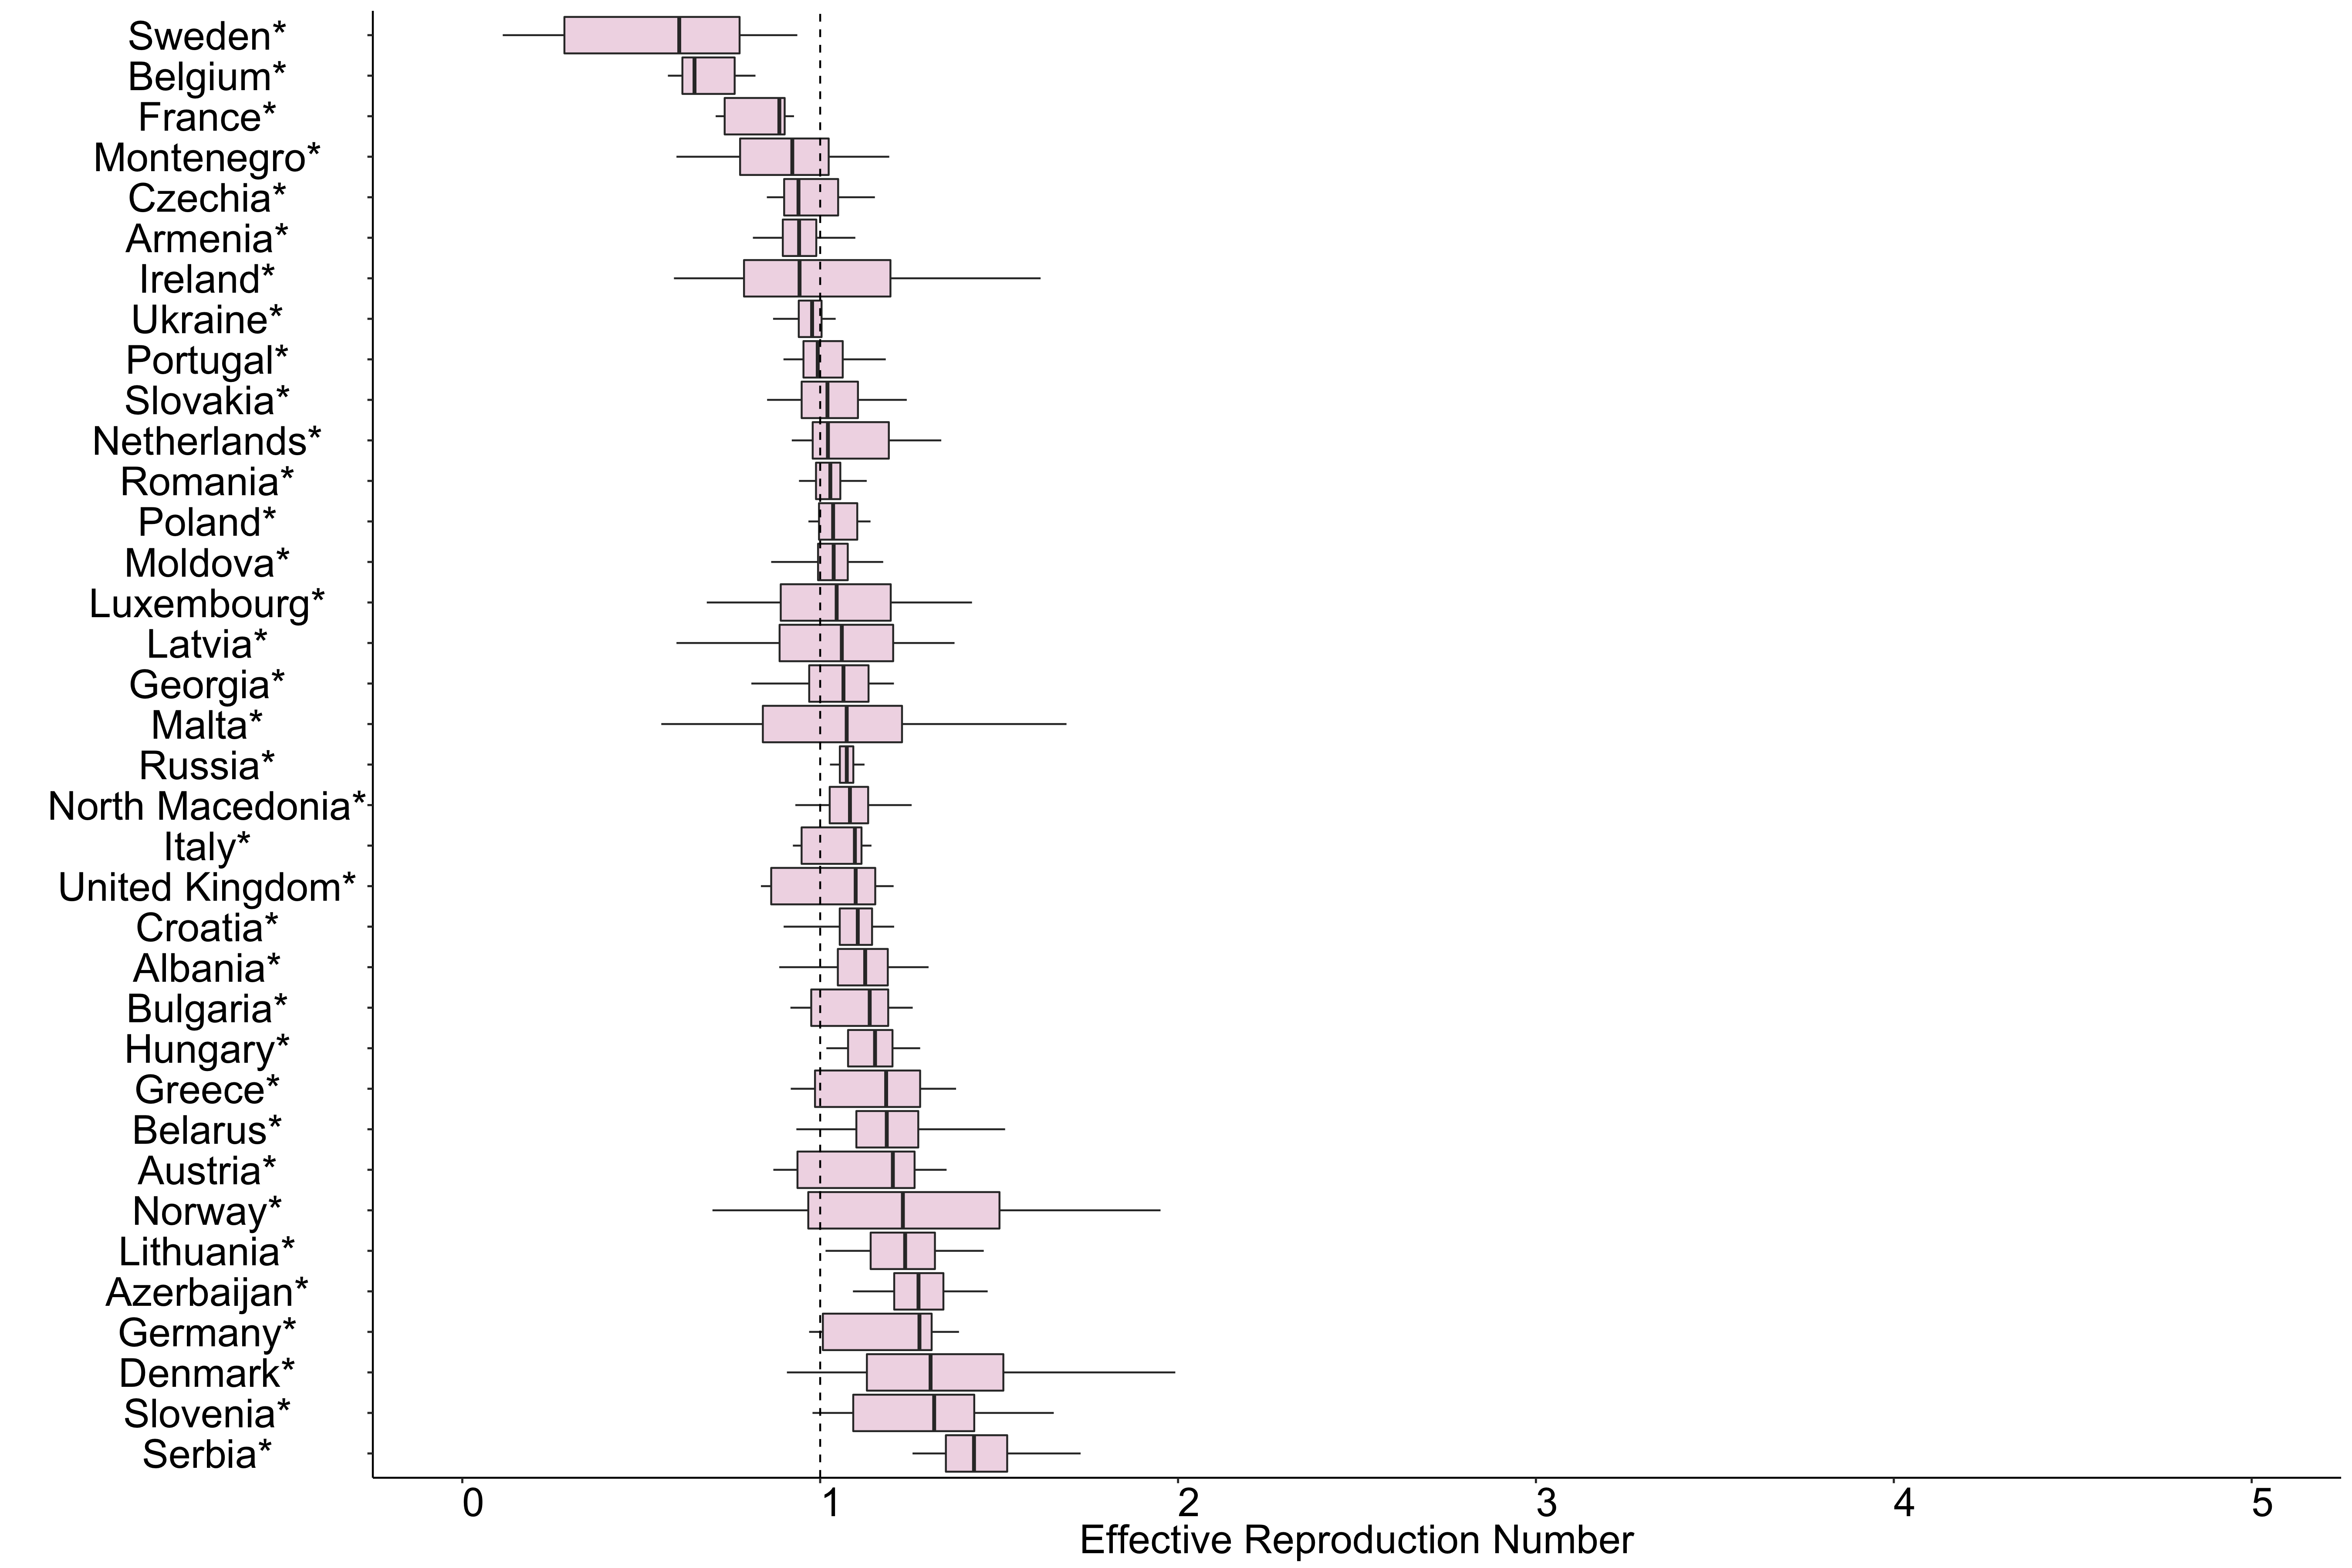 Sweden*
Belgium*
France*
Montenegro*
Czechia*
Armenia*
Ireland*
Ukraine*
Portugal*
Slovakia*
Netherlands*
Romania*
Poland*
Moldova*
Luxembourg*
Latvia*
Georgia*
Malta*
Russia*
North Macedonia*
Italy*
United Kingdom*
Croatia*
Albania*
Bulgaria*
Hungary*
Greece*
Belarus*
Austria*
Norway*
Lithuania*
Azerbaijan*
Germany*
Denmark*
Slovenia*
Serbia*
0 1 2 3 4 5
Effective Reproduction Number